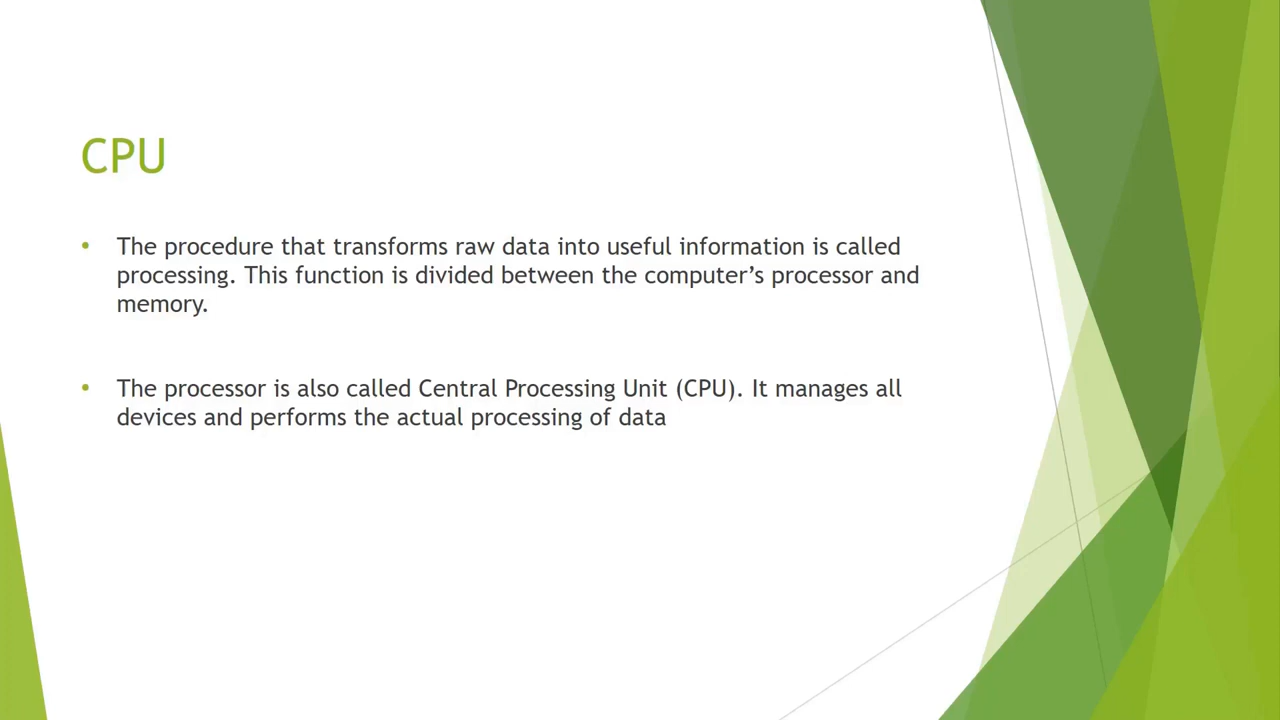 CPU
• The procedure that transforms raw data into useful information is called
processing. This function is divided between the computer’s processor and
memory.
• The processor is also called Central Processing Unit (CPU). It manages all
devices and performs the actual processing of data